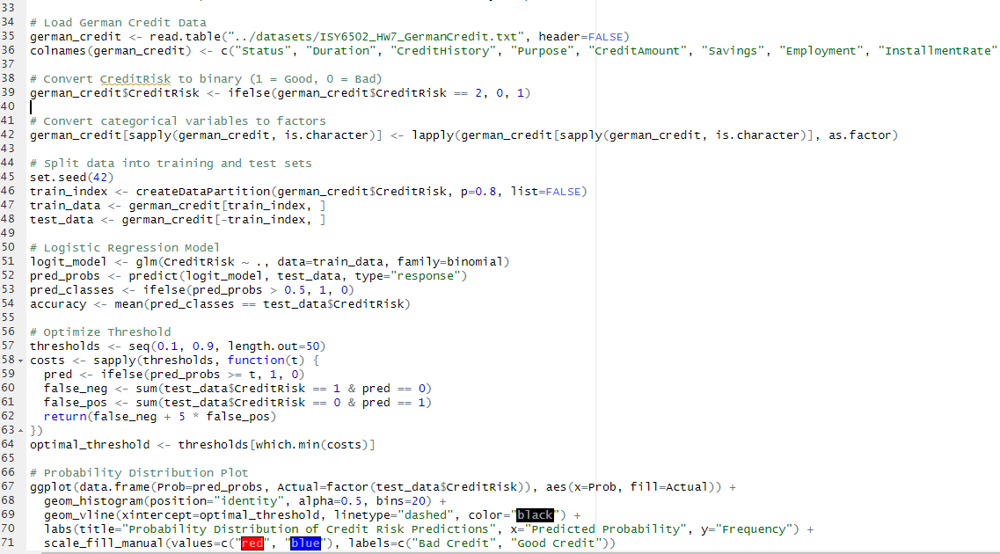 33
34 # Load German Credit Data
35 german_credit <- read.table("../datasets/ISY6502_HW7_GermanCredit.txt", header=FALSE)
36 colnames(german_credit) <- c("Status", "Duration", "CreditHistory", "Purpose", "CreditAmount", "Savings", "Employment", "InstallmentRate"
37
38 # Convert CreditRisk to binary (1 = Good, 0 = Bad)
39 german_credit$CreditRisk <- ifelse(german_credit$CreditRisk == 2, 0, 1)
40
41 # Convert categorical variables to factors
42 german_credit[sapply(german_credit, is.character)] <- lapply(german_credit[sapply(german_credit, is.character)], as.factor)
43
44 # Split data into training and test sets
45 set.seed(42)
46 train_index <- createDataPartition(german_credit$CreditRisk, p=0.8, list=FALSE)
47 train_data <- german_credit[train_index, ]
48 test_data <- german_credit[-train_index, ]
49
50 # Logistic Regression Model
51 logit_model <- glm(CreditRisk ~ ., data=train_data, family=binomial)
52 pred_probs <- predict(logit_model, test_data, type="response")
53 pred_classes <- ifelse(pred_probs > 0.5, 1, 0)
54 accuracy <- mean(pred_classes == test_data$CreditRisk)
55
56 # Optimize Threshold
57 thresholds <- seq(0.1, 0.9, length.out=50)
58 costs <- sapply(thresholds, function(t) {
59   pred <- ifelse(pred_probs >= t, 1, 0)
60   false_neg <- sum(test_data$CreditRisk == 1 & pred == 0)
61   false_pos <- sum(test_data$CreditRisk == 0 & pred == 1)
62   return(false_neg + 5 * false_pos)
63 })
64 optimal_threshold <- thresholds[which.min(costs)]
65
66 # Probability Distribution Plot
67 ggplot(data.frame(Prob=pred_probs, Actual=factor(test_data$CreditRisk)), aes(x=Prob, fill=Actual)) +
68   geom_histogram(position="identity", alpha=0.5, bins=20) +
69   geom_vline(xintercept=optimal_threshold, linetype="dashed", color="black") +
70   labs(title="Probability Distribution of Credit Risk Predictions", x="Predicted Probability", y="Frequency") +
71   scale_fill_manual(values=c("red", "blue"), labels=c("Bad Credit", "Good Credit"))